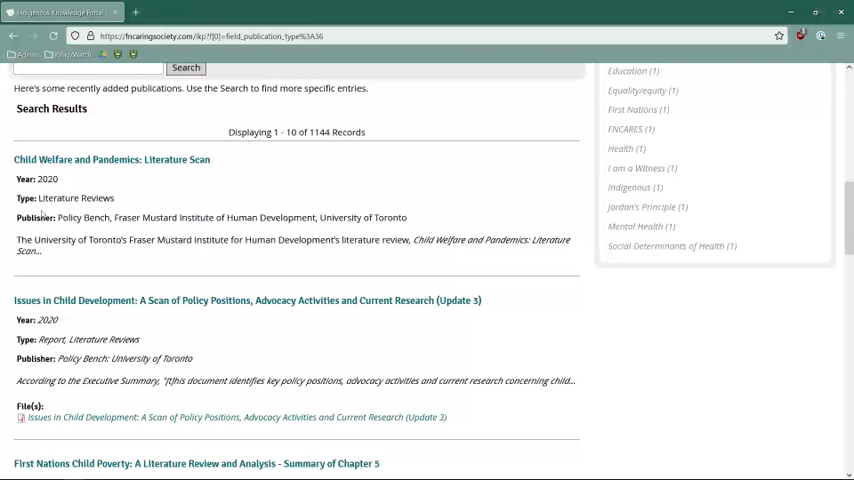 Indigenous Knowledge Portal
https://fncaringsociety.com/ikp?f[0]=field_publication_type%3A36
Admin
Read/Watch
Search
Here's some recently added publications. Use the Search to find more specific entries.
Search Results
Displaying 1 - 10 of 1144 Records
Child Welfare and Pandemics: Literature Scan
Year: 2020
Type: Literature Reviews
Publisher: Policy Bench, Fraser Mustard Institute of Human Development, University of Toronto
The University of Toronto's Fraser Mustard Institute for Human Development's literature review, Child Welfare and Pandemics: Literature
Scan...
Issues in Child Development: A Scan of Policy Positions, Advocacy Activities and Current Research (Update 3)
Year: 2020
Type: Report, Literature Reviews
Publisher: Policy Bench: University of Toronto
According to the Executive Summary, "[t]his document identifies key policy positions, advocacy activities and current research concerning child...
File(s):
Issues in Child Development: A Scan of Policy Positions, Advocacy Activities and Current Research (Update 3)
First Nations Child Poverty: A Literature Review and Analysis - Summary of Chapter 5
Education (1)
Equality/equity (1)
First Nations (1)
FNCARES (1)
Health (1)
I am a Witness (1)
Indigenous (1)
Jordan's Principle (1)
Mental Health (1)
Social Determinants of Health (1)